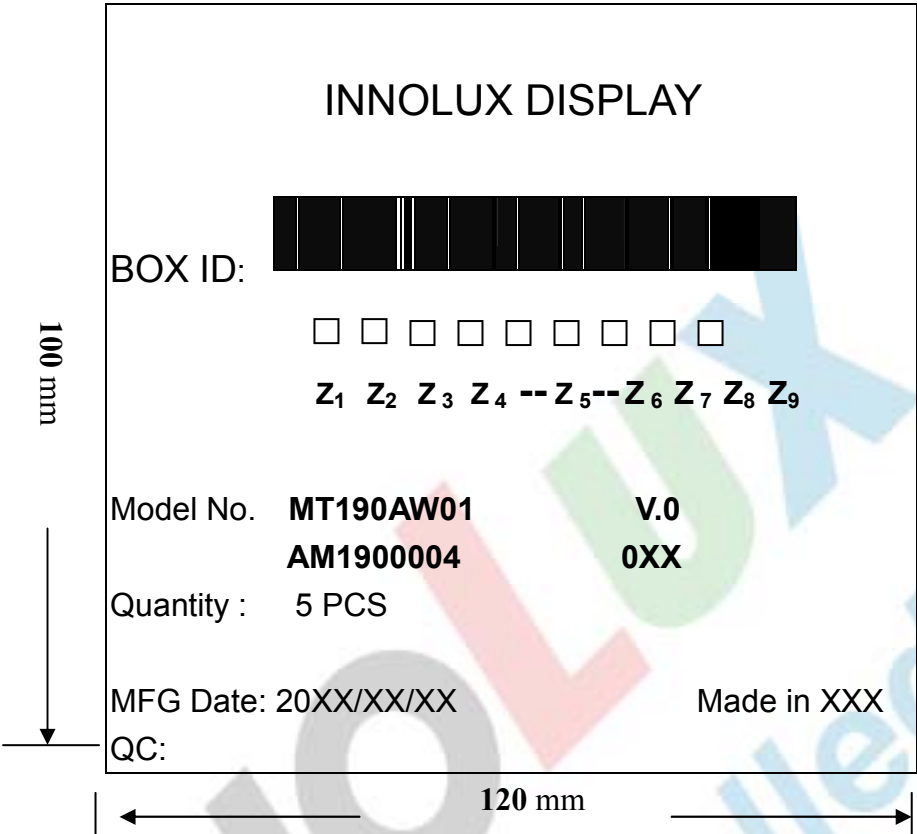 INNOLUX DISPLAY
BOX ID:
□ □ □ □ □ □ □ □ □
Z1 Z2 Z3 Z4 -- Z5-- Z6 Z7 Z8 Z9
100 mm
Model No. MT190AW01 V.0
AM1900004 0XX
Quantity : 5 PCS
MFG Date: 20XX/XX/XX Made in XXX
QC:
120 mm